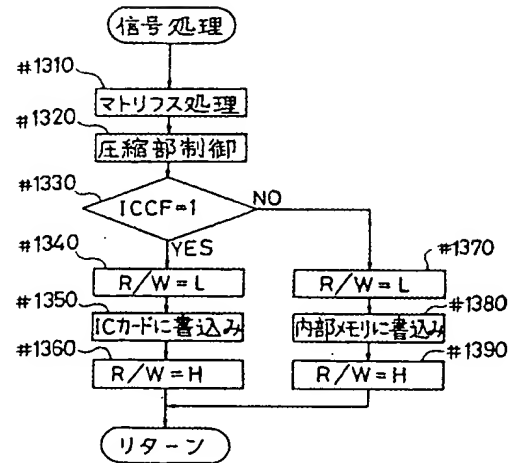 信号処理
#1310
マトリフス処理
#1320
圧縮部制御
#1330
ICCF=1
NO
YES
#1340
R/W=L
#1350
ICカードに書込み
#1360
R/W=H
#1370
R/W=L
#1380
内部メモリに書込み
#1390
R/W=H
リターン